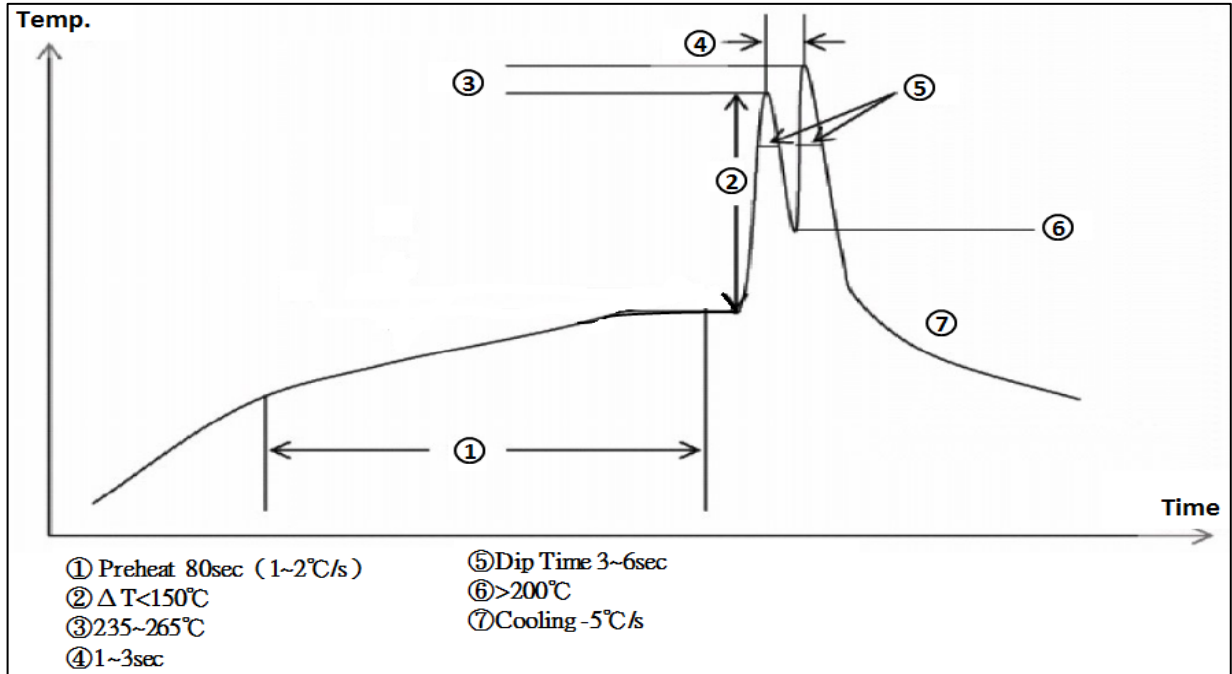 Temp.
④
③
⑤
②
⑥
⑦
①
Time
① Preheat 80sec（1~2℃/s）
② ΔT<150℃
③235~265℃
④1~3sec
⑤Dip Time 3~6sec
⑥>200℃
⑦Cooling -5℃/s